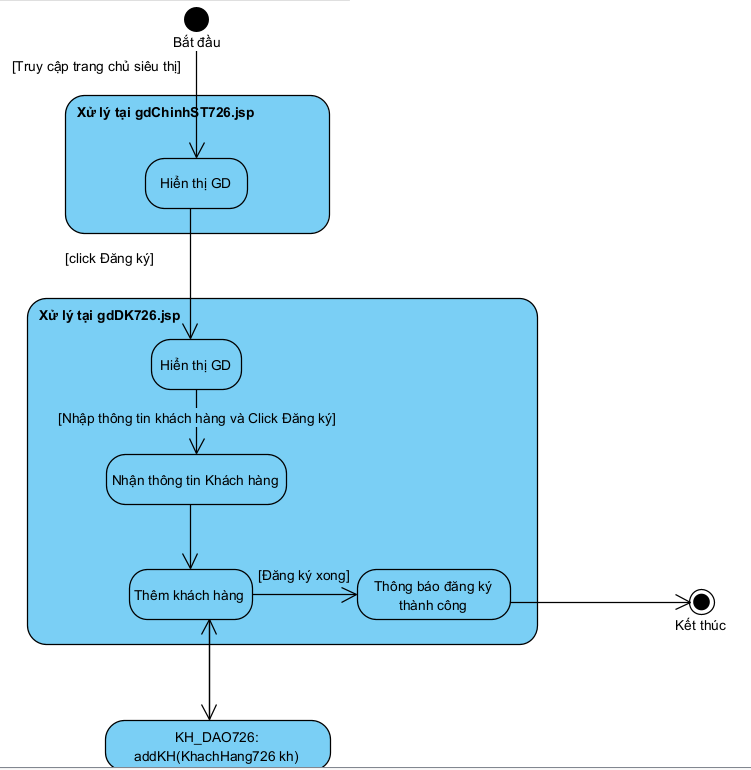 Bắt đầu
[Truy cập trang chủ siêu thị]
Xử lý tại gdChinhST726.jsp
Hiển thị GD
[click Đăng ký]
Xử lý tại gdDK726.jsp
Hiển thị GD
[Nhập thông tin khách hàng và Click Đăng ký]
Nhận thông tin Khách hàng
Thêm khách hàng
[Đăng ký xong]
Thông báo đăng ký
thành công
Kết thúc
KH_DAO726:
addKH(KhachHang726 kh)